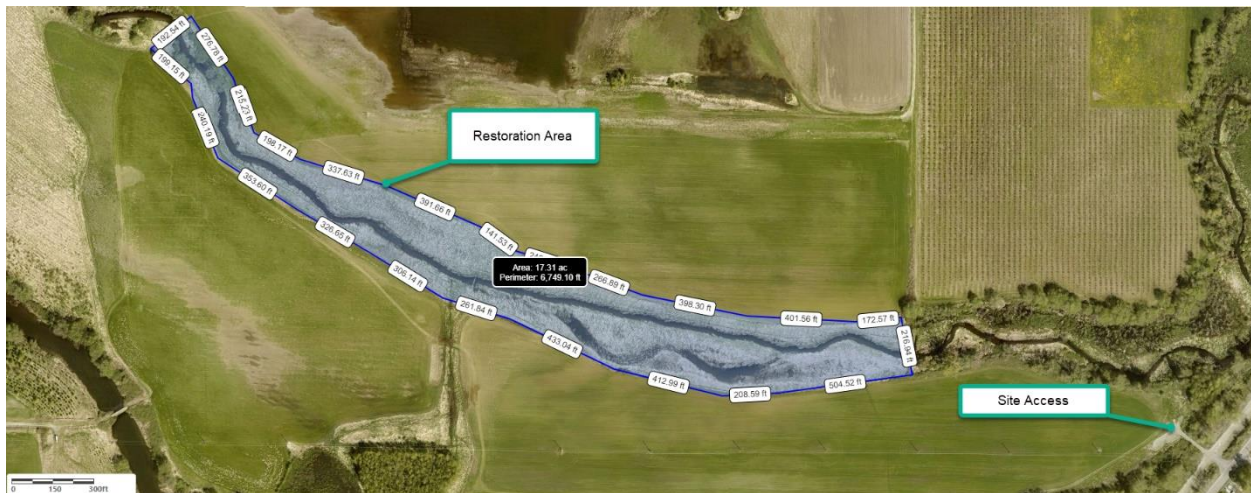 192.54 ft
276.78 ft
199.15 ft
215.23 ft
240.19 ft
198.17 ft
Restoration Area
337.63 ft
353.60 ft
391.66 ft
326.65 ft
141.53 ft
306.14 ft
Area: 17.31 ac
Perimeter: 6,749.10 ft
266.89 ft
261.84 ft
398.30 ft
401.56 ft
172.57 ft
433.04 ft
216.94 ft
412.99 ft
208.59 ft
504.52 ft
Site Access
0 150 300ft